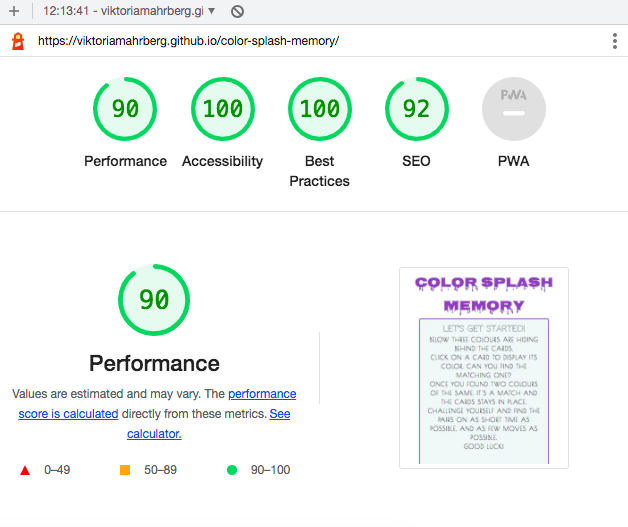 12:13:41 - viktoriamahrberg.gi
https://viktoriamahrberg.github.io/color-splash-memory/
90 100 100 92 PWA
Performance Accessibility Best Practices SEO PWA
90
Performance
Values are estimated and may vary. The performance
score is calculated directly from these metrics. See
calculator.
0–49 50–89 90–100
COLOR SPLASH
MEMORY
LET'S GET STARTED!
BELOW THREE COLOURS ARE HIDING
BEHIND THE CARDS.
CLICK ON A CARD TO DISPLAY ITS
COLOR. CAN YOU FIND THE
MATCHING ONE?
ONCE YOU FOUND TWO COLOURS
OF THE SAME, IT'S A MATCH AND
THE CARDS STAYS IN PLACE.
CHALLENGE YOURSELF AND FIND THE
PAIRS ON AS SHORT TIME AS
POSSIBLE, AND AS FEW MOVES AS
POSSIBLE.
GOOD LUCK!